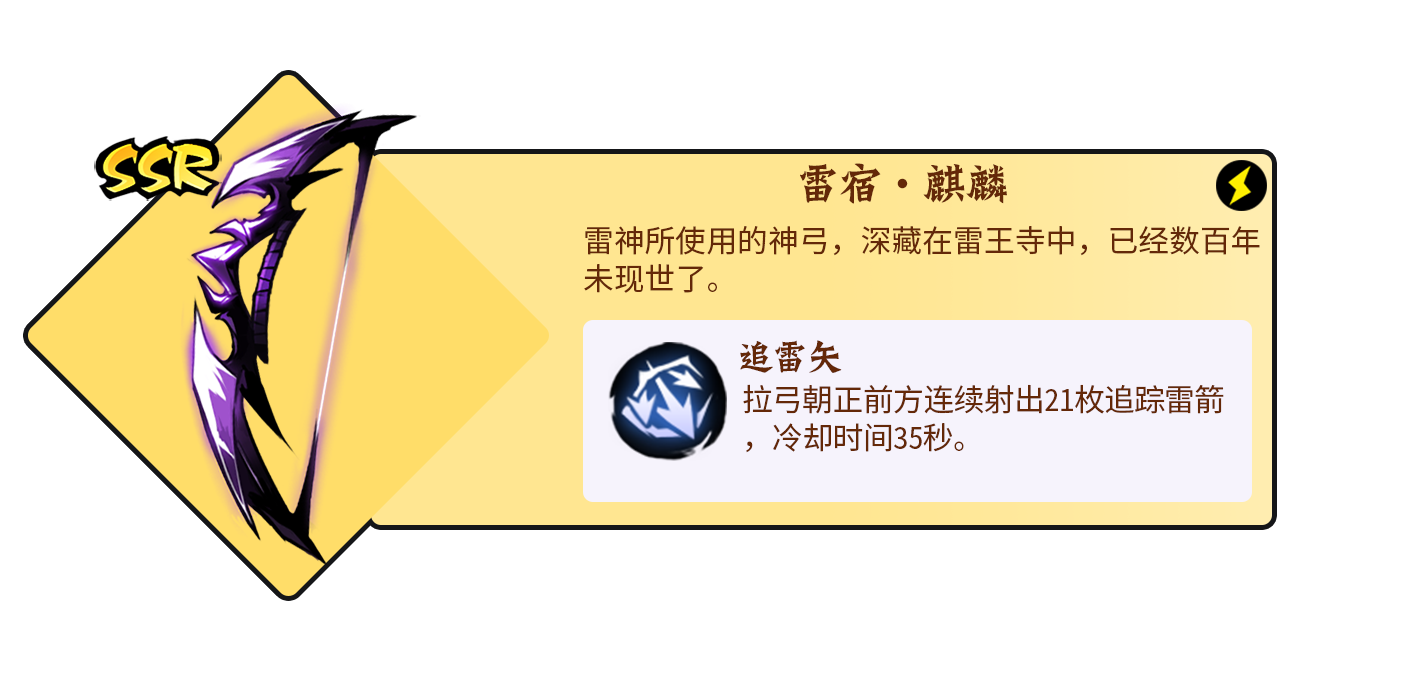 SSR
雷宿·麒麟
雷神所使用的神弓，深藏在雷王寺中，已经数百年
未现世了。
追雷矢
拉弓朝正前方连续射出21枚追踪雷箭
，冷却时间35秒。